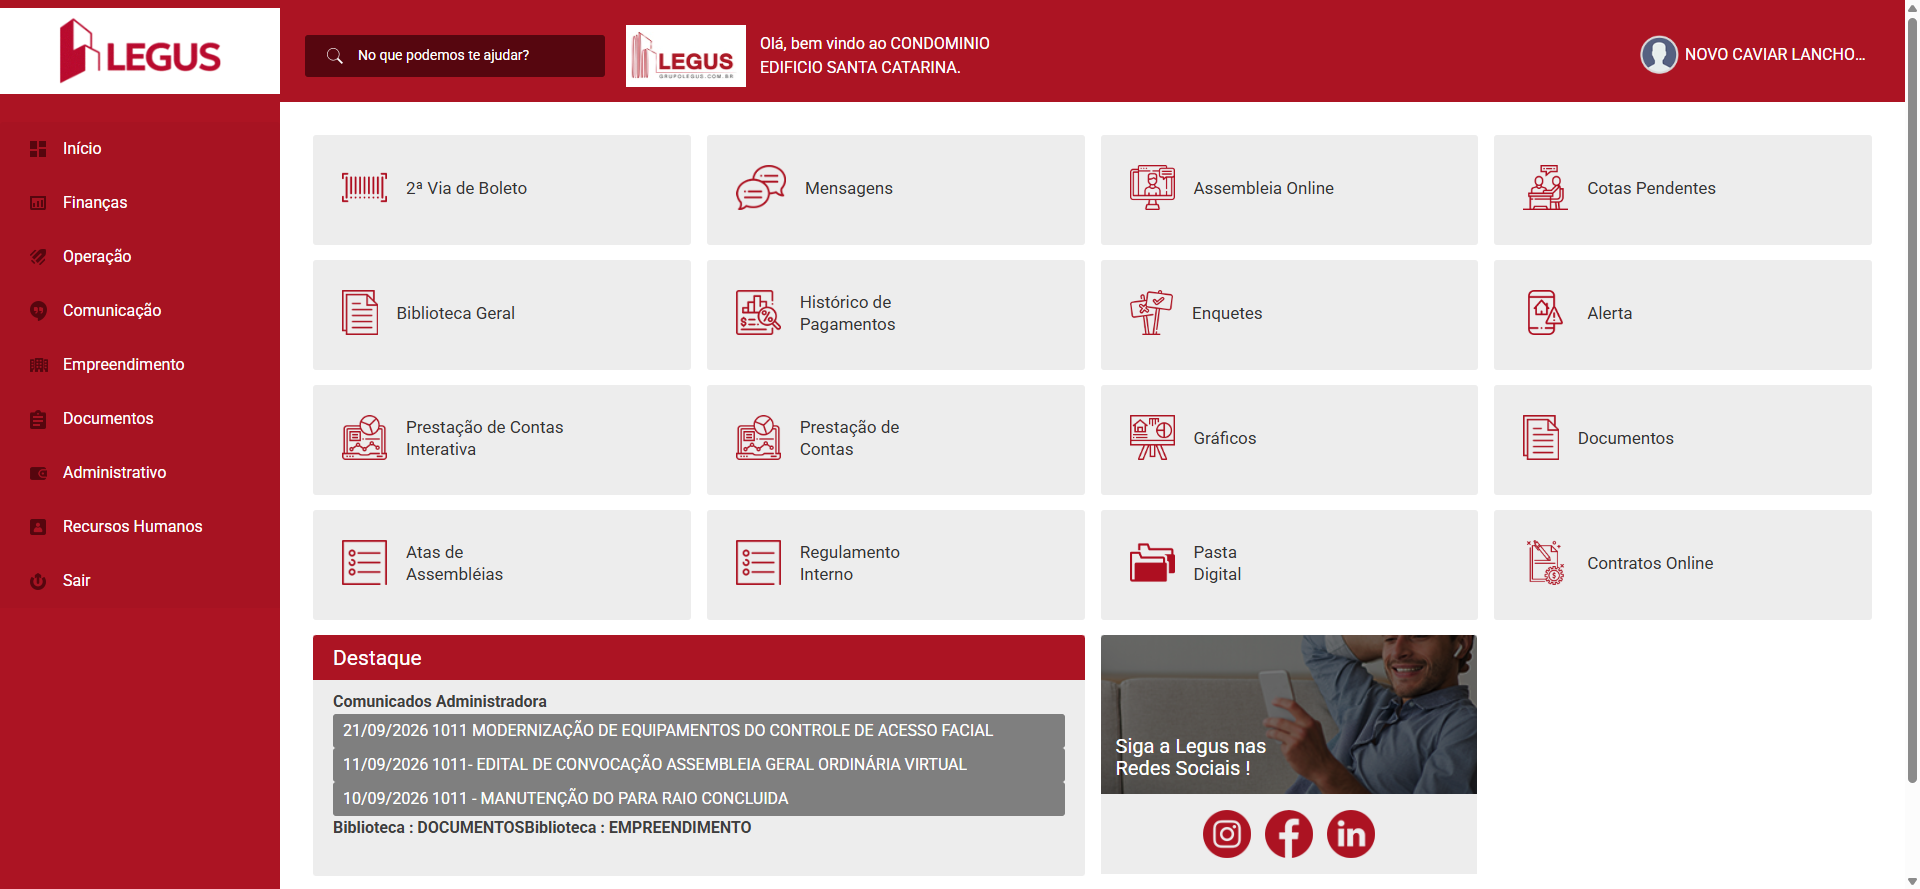 LEGUS
No que podemos te ajudar?
LEGUS
GRUPOLEGUS.COM.BR
Olá, bem vindo ao CONDOMINIO
EDIFICIO SANTA CATARINA.
NOVO CAVIAR LANCHO...
Início
Finanças
Operação
Comunicação
Empreendimento
Documentos
Administrativo
Recursos Humanos
Sair
2ª Via de Boleto
Mensagens
Assembleia Online
Cotas Pendentes
Biblioteca Geral
Histórico de
Pagamentos
Enquetes
Alerta
Prestação de Contas
Interativa
Prestação de
Contas
Gráficos
Documentos
Atas de
Assembléias
Regulamento
Interno
Pasta
Digital
Contratos Online
Destaque
Comunicados Administradora
21/09/2026 1011 MODERNIZAÇÃO DE EQUIPAMENTOS DO CONTROLE DE ACESSO FACIAL
11/09/2026 1011- EDITAL DE CONVOCAÇÃO ASSEMBLEIA GERAL ORDINÁRIA VIRTUAL
10/09/2026 1011 - MANUTENÇÃO DO PARA RAIO CONCLUIDA
Biblioteca : DOCUMENTOSBiblioteca : EMPREENDIMENTO
Siga a Legus nas
Redes Sociais !